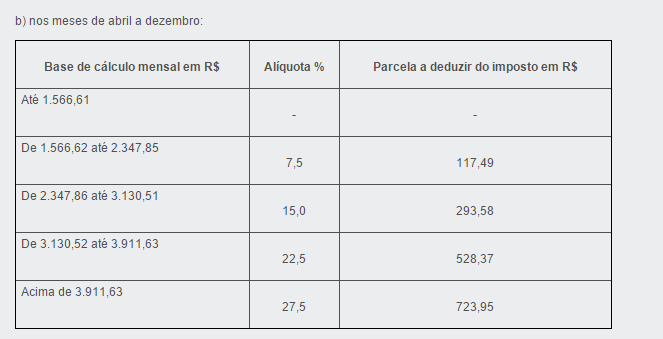 b) nos meses de abril a dezembro:
Base de cálculo mensal em R$ Alíquota % Parcela a deduzir do imposto em R$
Até 1.566,61 - -
De 1.566,62 até 2.347,85 7,5 117,49
De 2.347,86 até 3.130,51 15,0 293,58
De 3.130,52 até 3.911,63 22,5 528,37
Acima de 3.911,63 27,5 723,95